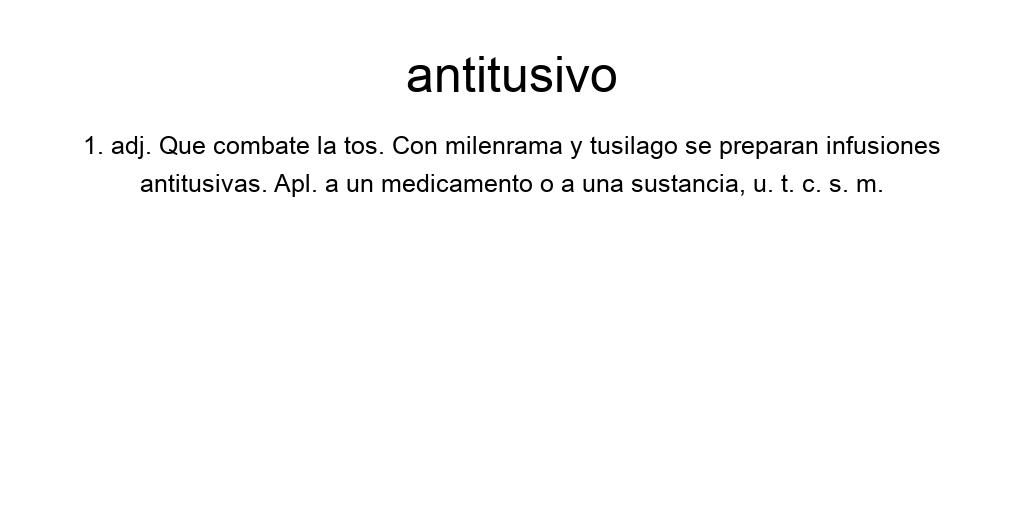 antitusivo
1. adj. Que combate la tos. Con milenrama y tusilago se preparan infusiones
antitusivas. Apl. a un medicamento o a una sustancia, u. t. c. s. m.